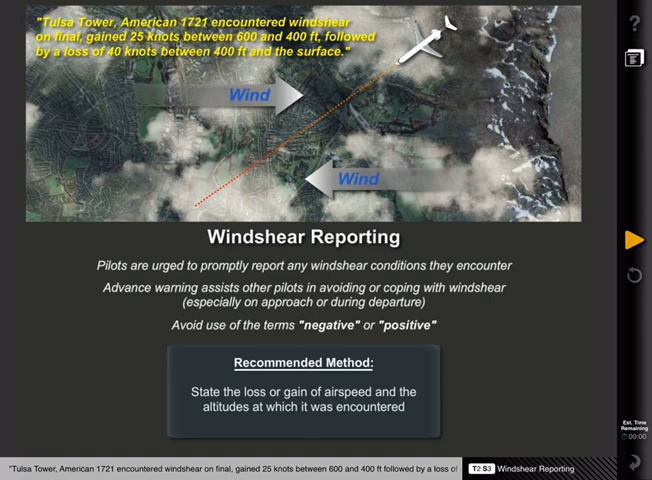 "Tulsa Tower, American 1721 encountered windshear
on final, gained 25 knots between 600 and 400 ft, followed
by a loss of 40 knots between 400 ft and the surface."
Wind
Wind
Windshear Reporting
Pilots are urged to promptly report any windshear conditions they encounter
Advance warning assists other pilots in avoiding or coping with windshear
(especially on approach or during departure)
Avoid use of the terms "negative" or "positive"
Recommended Method:
State the loss or gain of airspeed and the
altitudes at which it was encountered
?
Est. Time
Remaining
00:00
"Tulsa Tower, American 1721 encountered windshear on final, gained 25 knots between 600 and 400 ft followed by a loss of
T2 S3 Windshear Reporting